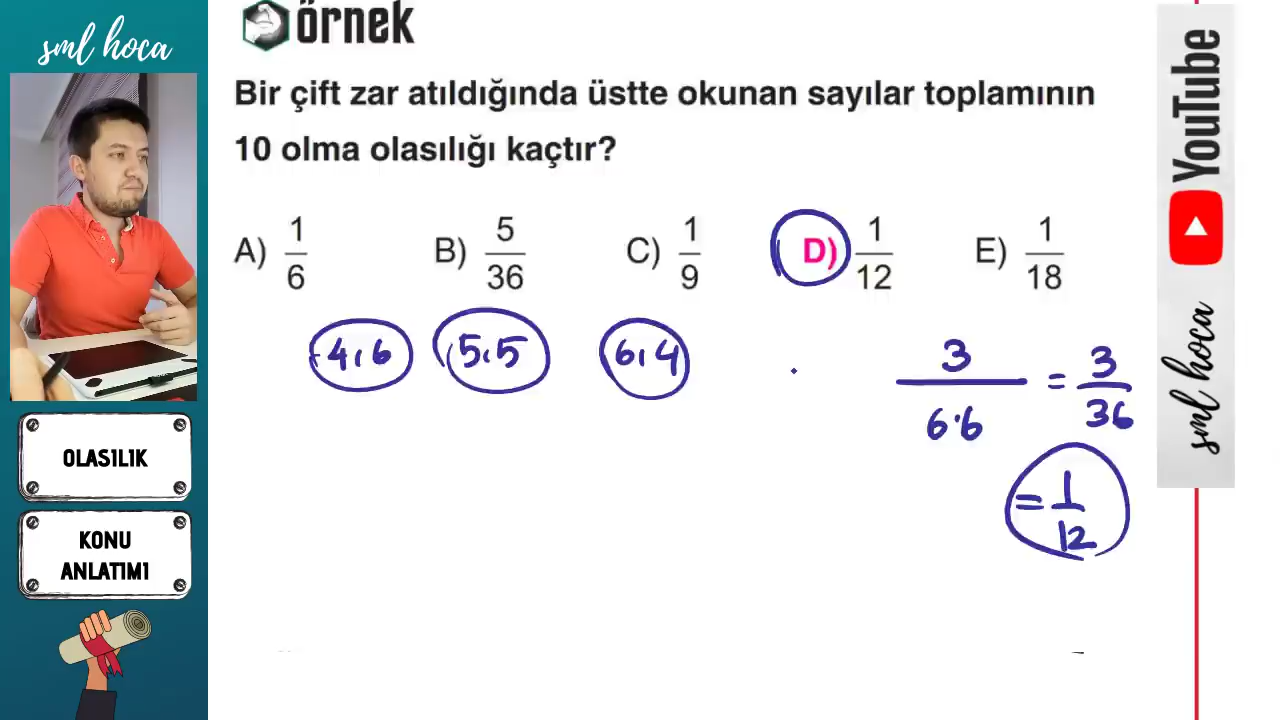 sml hoca
OLASILIK
KONU
ANLATIMI
örnek
Bir çift zar atıldığında üstte okunan sayılar toplamının
10 olma olasılığı kaçtır?
A) 1/6 B) 5/36 C) 1/9 D) 1/12 E) 1/18
4,6 5,5 6,4
3/6·6 = 3/36
= 1/12
YouTube
sml hoca